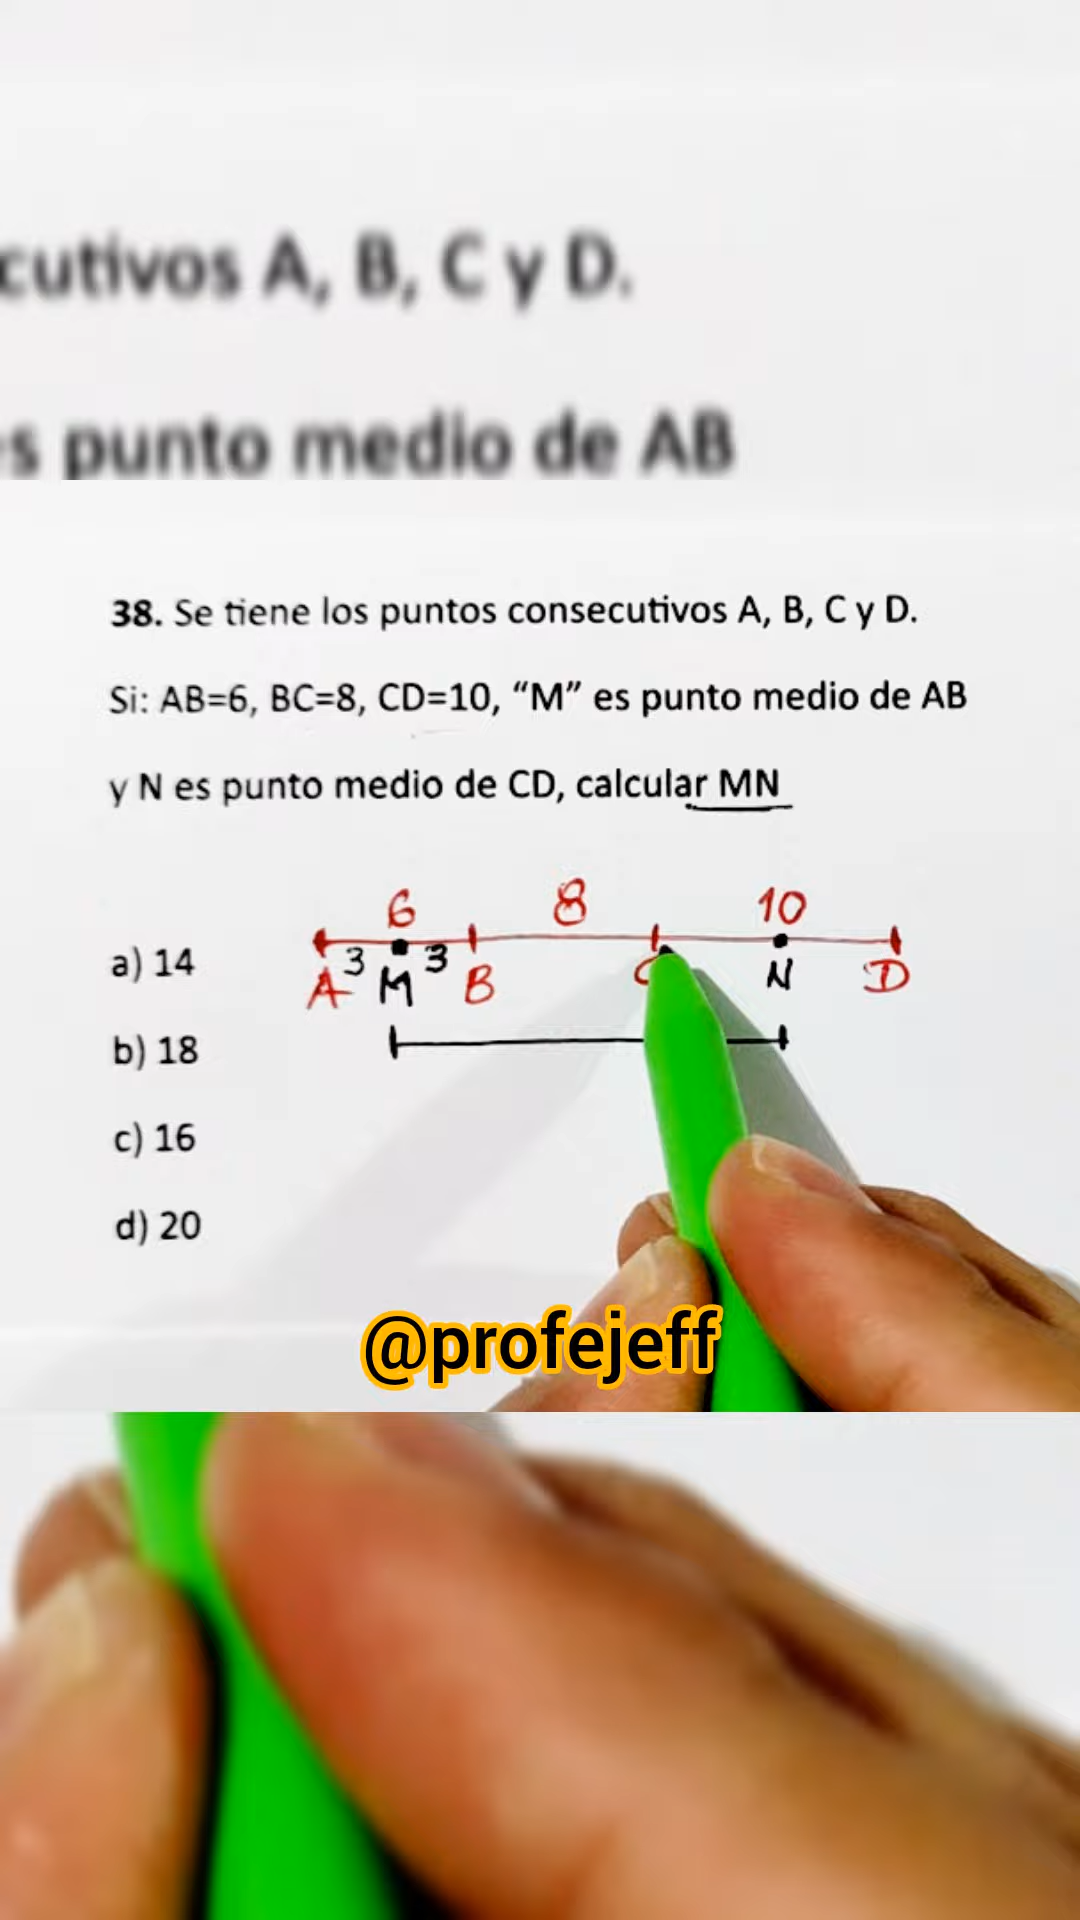 cutivos A, B, C y D.
s punto medio de AB
38. Se tiene los puntos consecutivos A, B, C y D.
Si: AB=6, BC=8, CD=10, “M” es punto medio de AB
y N es punto medio de CD, calcular MN
6 8 10
3 3
A M B C N D
a) 14
b) 18
c) 16
d) 20
@profejeff